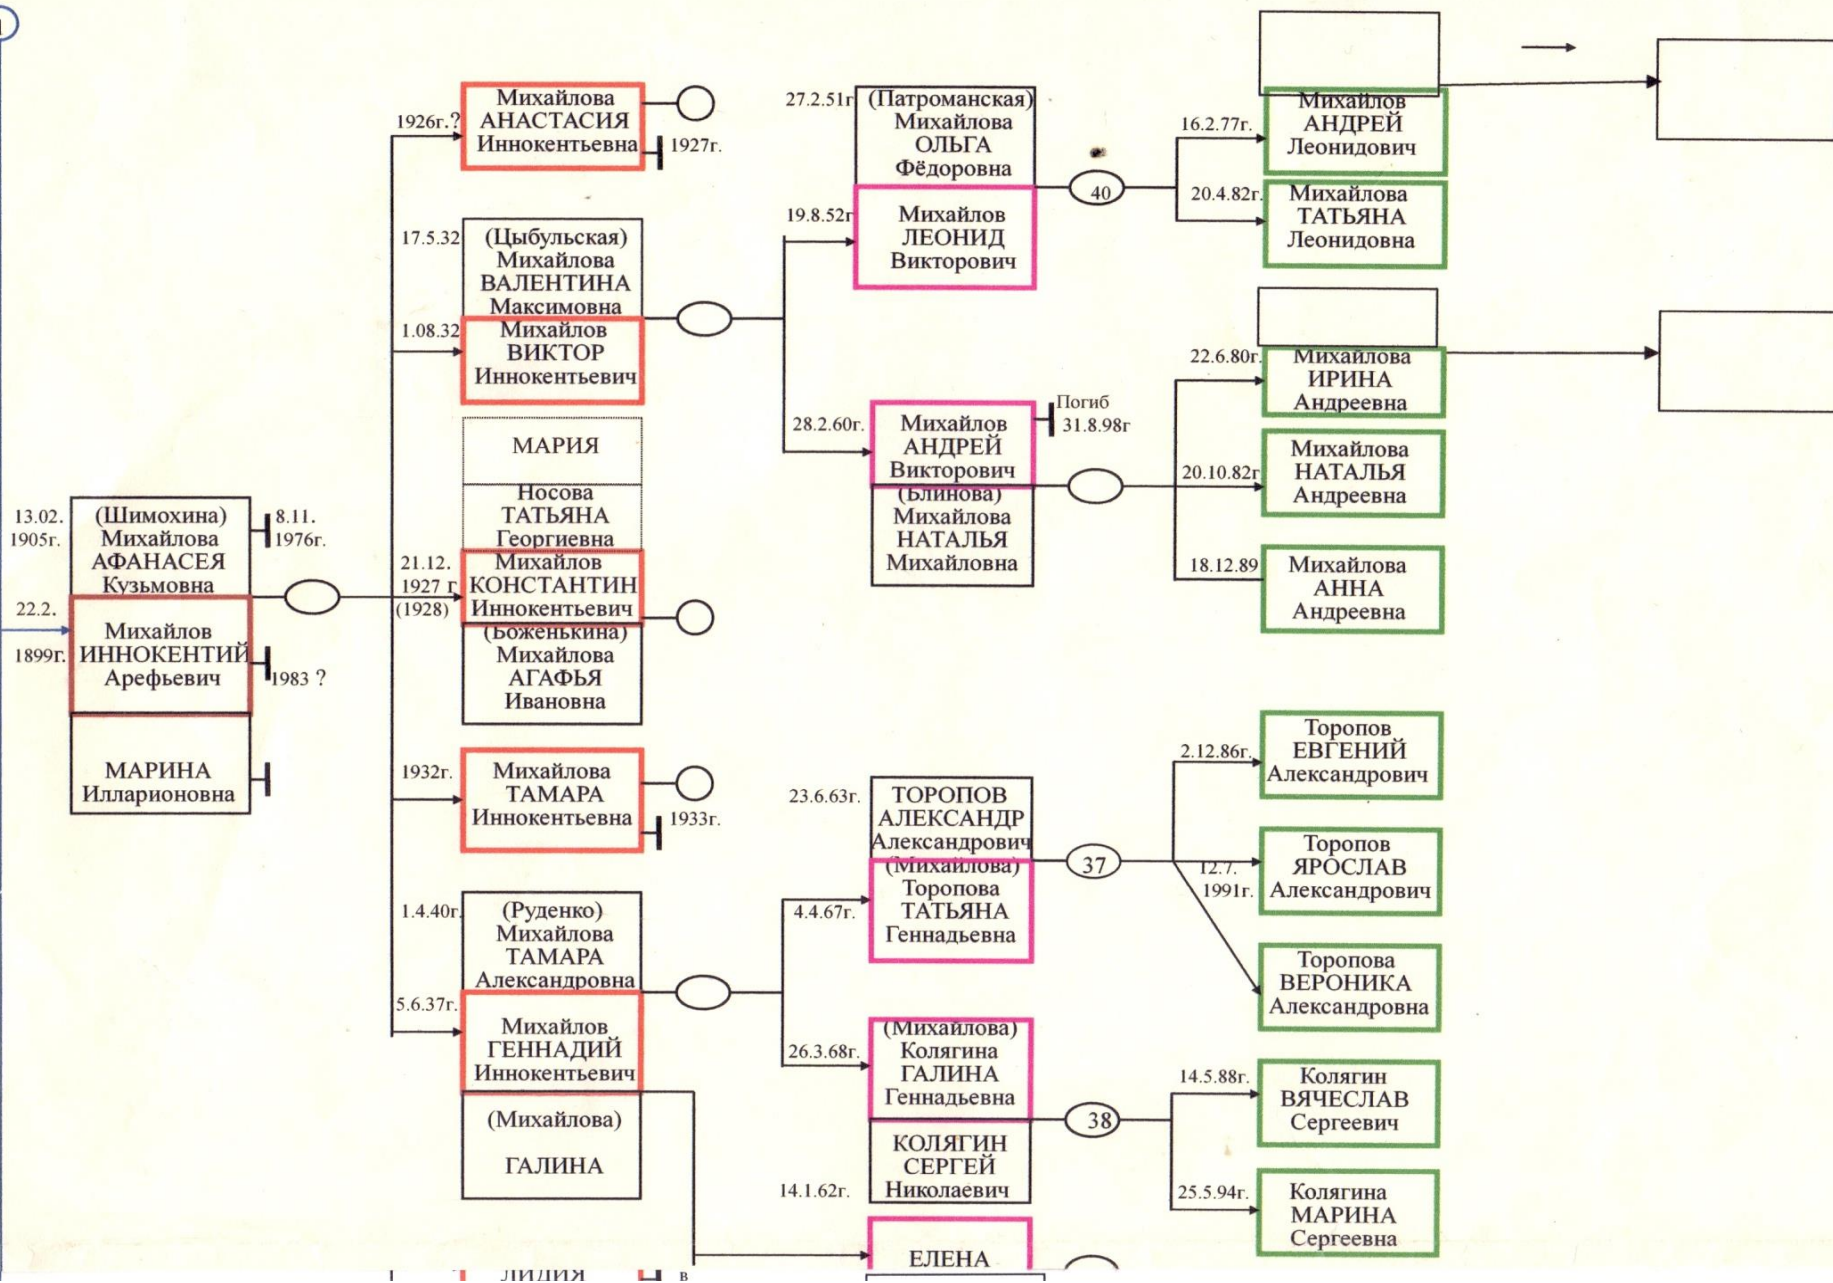 13.02.
1905г.
(Шимохина)
Михайлова
АФАНАСЕЯ
Кузьмовна
8.11.
1976г.
22.2.
1899г.
Михайлов
ИННОКЕНТИЙ
Арефьевич
1983 ?
МАРИНА
Илларионовна
1926г.?
Михайлова
АНАСТАСИЯ
Иннокентьевна
1927г.
17.5.32
(Цыбульская)
Михайлова
ВАЛЕНТИНА
Максимовна
1.08.32
Михайлов
ВИКТОР
Иннокентьевич
МАРИЯ
Носова
ТАТЬЯНА
Георгиевна
21.12.
1927 г
(1928)
Михайлов
КОНСТАНТИН
Иннокентьевич
(Боженькина)
Михайлова
АГАФЬЯ
Ивановна
1932г.
Михайлова
ТАМАРА
Иннокентьевна
1933г.
1.4.40г.
(Руденко)
Михайлова
ТАМАРА
Александровна
5.6.37г.
Михайлов
ГЕННАДИЙ
Иннокентьевич
(Михайлова)
ГАЛИНА
ЛИДИЯ
в
27.2.51г
(Патроманская)
Михайлова
ОЛЬГА
Фёдоровна
19.8.52г
Михайлов
ЛЕОНИД
Викторович
40
28.2.60г.
Михайлов
АНДРЕЙ
Викторович
Погиб
31.8.98г
(Блинова)
Михайлова
НАТАЛЬЯ
Михайловна
23.6.63г.
ТОРОПОВ
АЛЕКСАНДР
Александрович
4.4.67г.
(Михайлова)
Торопова
ТАТЬЯНА
Геннадьевна
37
26.3.68г.
(Михайлова)
Колягина
ГАЛИНА
Геннадьевна
38
14.1.62г.
КОЛЯГИН
СЕРГЕЙ
Николаевич
ЕЛЕНА
16.2.77г.
Михайлов
АНДРЕЙ
Леонидович
20.4.82г.
Михайлова
ТАТЬЯНА
Леонидовна
22.6.80г.
Михайлова
ИРИНА
Андреевна
20.10.82г
Михайлова
НАТАЛЬЯ
Андреевна
18.12.89
Михайлова
АННА
Андреевна
2.12.86г.
Торопов
ЕВГЕНИЙ
Александрович
12.7.
1991г.
Торопов
ЯРОСЛАВ
Александрович
Торопова
ВЕРОНИКА
Александровна
14.5.88г.
Колягин
ВЯЧЕСЛАВ
Сергеевич
25.5.94г.
Колягина
МАРИНА
Сергеевна